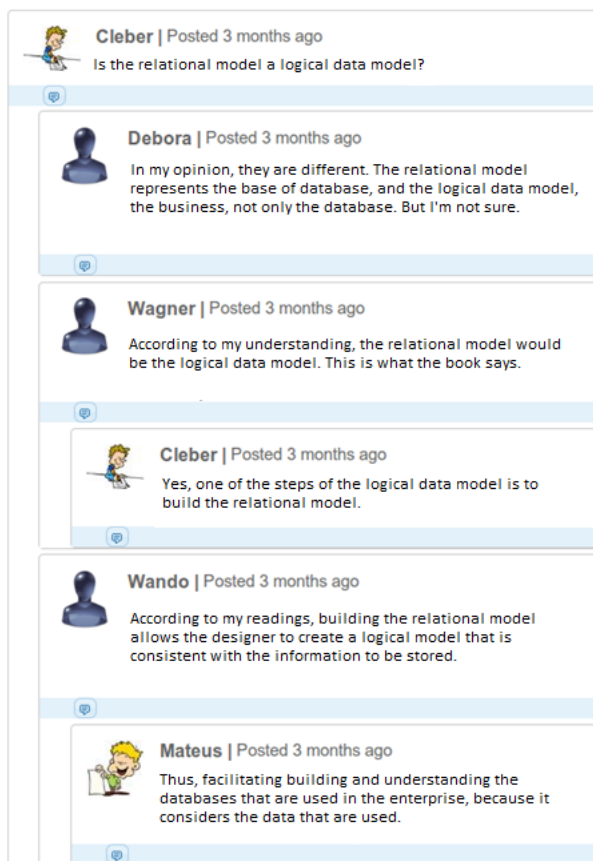 Cleber | Posted 3 months ago
Is the relational model a logical data model?
Debora | Posted 3 months ago
In my opinion, they are different. The relational model
represents the base of database, and the logical data model,
the business, not only the database. But I'm not sure.
Wagner | Posted 3 months ago
According to my understanding, the relational model would
be the logical data model. This is what the book says.
Cleber | Posted 3 months ago
Yes, one of the steps of the logical data model is to
build the relational model.
Wando | Posted 3 months ago
According to my readings, building the relational model
allows the designer to create a logical model that is
consistent with the information to be stored.
Mateus | Posted 3 months ago
Thus, facilitating building and understanding the
databases that are used in the enterprise, because it
considers the data that are used.